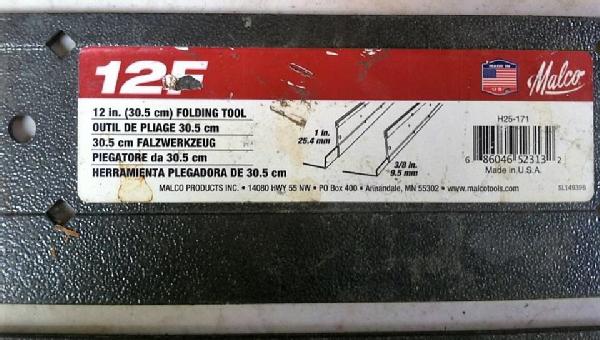 12F
MADE IN
U S
Malco
12 in. (30.5 cm) FOLDING TOOL
OUTIL DE PLIAGE 30.5 cm
30.5 cm FALZWERKZEUG
PIEGATORE da 30.5 cm
HERRAMIENTA PLEGADORA DE 30.5 cm
1 in.
25.4 mm
3/8 in.
9.5 mm
H25-171
6 86046 52313 2
Made in U.S.A.
MALCO PRODUCTS INC. • 14080 HWY 55 NW • PO Box 400 • Annandale, MN 55302 • www.malcotools.com